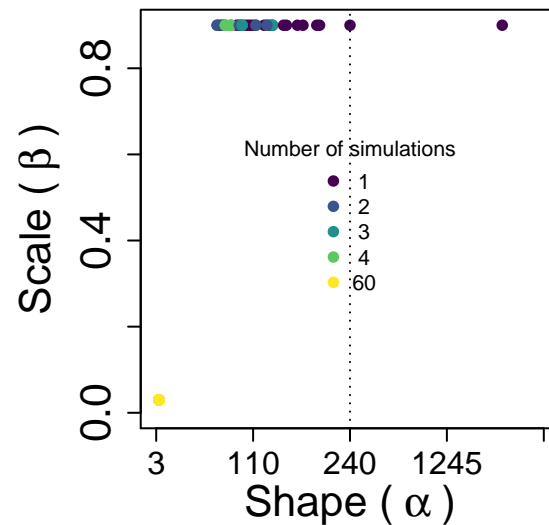 Scale ( β )
0.8
0.4
0.0
Number of simulations
1
2
3
4
60
3 110 240 1245
Shape ( α )